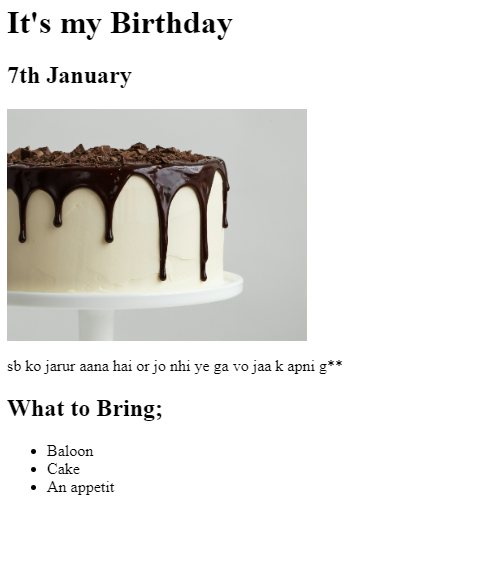 It's my Birthday
7th January
sb ko jarur aana hai or jo nhi ye ga vo jaa k apni g**
What to Bring;
Baloon
Cake
An appetit